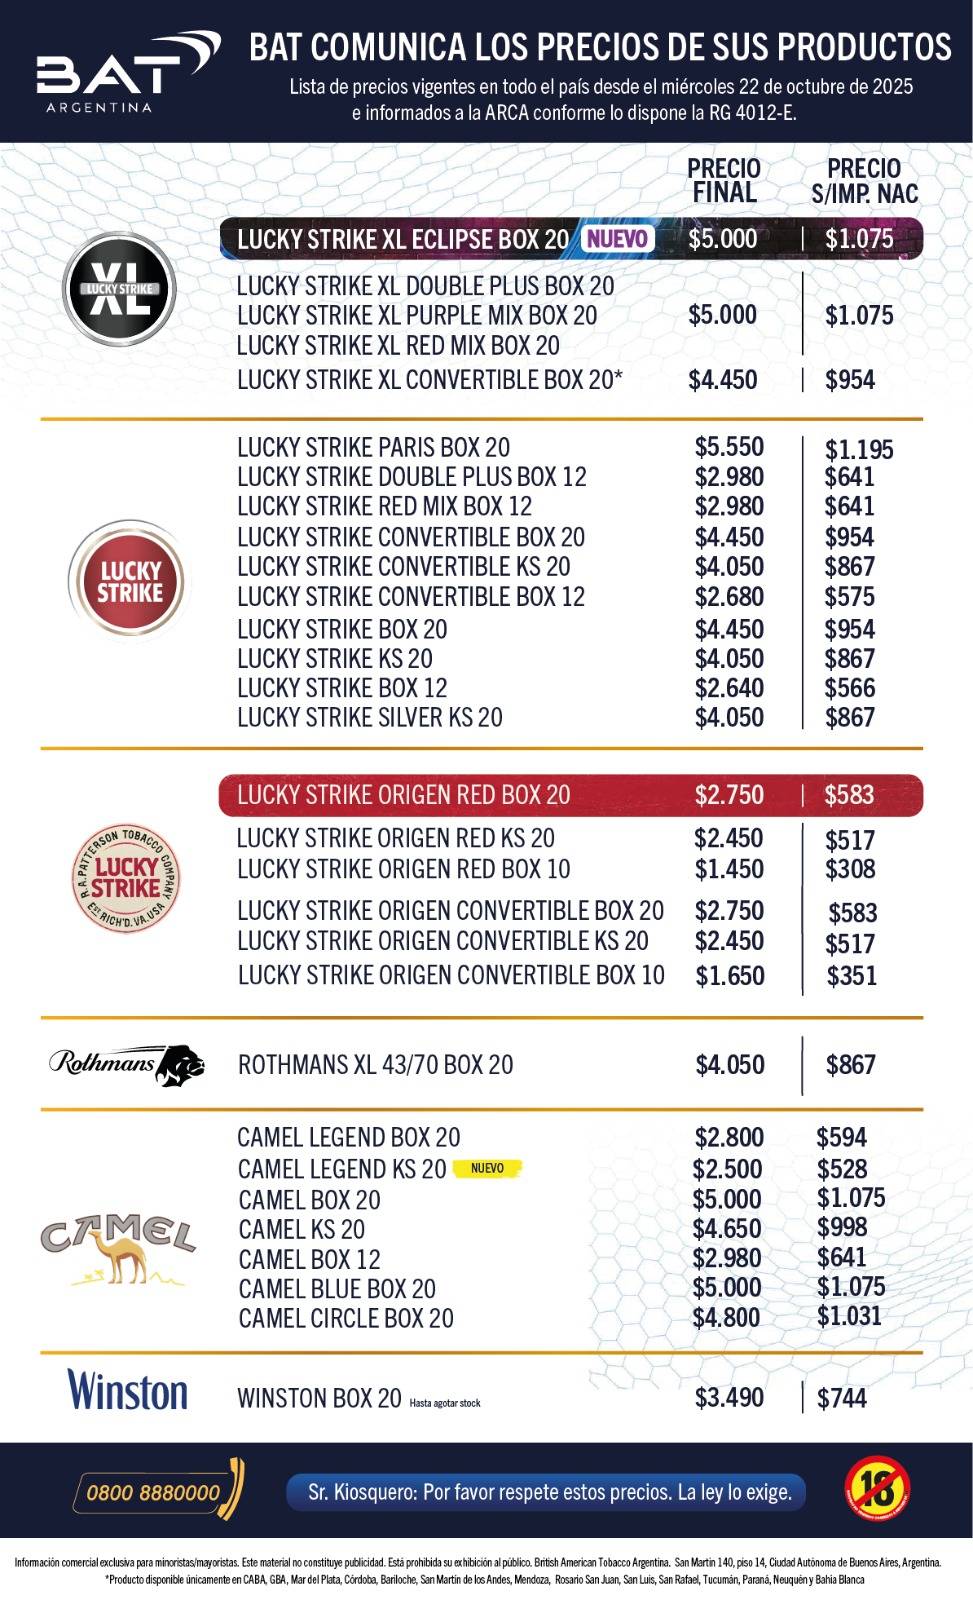 BAT
ARGENTINA
BAT COMUNICA LOS PRECIOS DE SUS PRODUCTOS
Lista de precios vigentes en todo el país desde el miércoles 22 de octubre de 2025
e informados a la ARCA conforme lo dispone la RG 4012-E.
PRECIO FINAL
PRECIO S/IMP. NAC
XL
LUCKY STRIKE
LUCKY STRIKE XL ECLIPSE BOX 20 NUEVO $5.000 $1.075
LUCKY STRIKE XL DOUBLE PLUS BOX 20
LUCKY STRIKE XL PURPLE MIX BOX 20 $5.000 $1.075
LUCKY STRIKE XL RED MIX BOX 20
LUCKY STRIKE XL CONVERTIBLE BOX 20* $4.450 $954
LUCKY
STRIKE
LUCKY STRIKE PARIS BOX 20 $5.550 $1.195
LUCKY STRIKE DOUBLE PLUS BOX 12 $2.980 $641
LUCKY STRIKE RED MIX BOX 12 $2.980 $641
LUCKY STRIKE CONVERTIBLE BOX 20 $4.450 $954
LUCKY STRIKE CONVERTIBLE KS 20 $4.050 $867
LUCKY STRIKE CONVERTIBLE BOX 12 $2.680 $575
LUCKY STRIKE BOX 20 $4.450 $954
LUCKY STRIKE KS 20 $4.050 $867
LUCKY STRIKE BOX 12 $2.640 $566
LUCKY STRIKE SILVER KS 20 $4.050 $867
R.A. PATTERSON TOBACCO COMPANY
LUCKY
STRIKE
EST. RICH'D. VA. USA
LUCKY STRIKE ORIGEN RED BOX 20 $2.750 $583
LUCKY STRIKE ORIGEN RED KS 20 $2.450 $517
LUCKY STRIKE ORIGEN RED BOX 10 $1.450 $308
LUCKY STRIKE ORIGEN CONVERTIBLE BOX 20 $2.750 $583
LUCKY STRIKE ORIGEN CONVERTIBLE KS 20 $2.450 $517
LUCKY STRIKE ORIGEN CONVERTIBLE BOX 10 $1.650 $351
Rothmans
ROTHMANS XL 43/70 BOX 20 $4.050 $867
CAMEL
CAMEL LEGEND BOX 20 $2.800 $594
CAMEL LEGEND KS 20 NUEVO $2.500 $528
CAMEL BOX 20 $5.000 $1.075
CAMEL KS 20 $4.650 $998
CAMEL BOX 12 $2.980 $641
CAMEL BLUE BOX 20 $5.000 $1.075
CAMEL CIRCLE BOX 20 $4.800 $1.031
Winston
WINSTON BOX 20 Hasta agotar stock $3.490 $744
0800 8880000
Sr. Kiosquero: Por favor respete estos precios. La ley lo exige.
18
Información comercial exclusiva para minoristas/mayoristas. Este material no constituye publicidad. Está prohibida su exhibición al público. British American Tobacco Argentina. San Martin 140, piso 14, Ciudad Autónoma de Buenos Aires, Argentina.
*Producto disponible únicamente en CABA, GBA, Mar del Plata, Córdoba, Bariloche, San Martín de los Andes, Mendoza, Rosario San Juan, San Luis, San Rafael, Tucumán, Paraná, Neuquén y Bahía Blanca